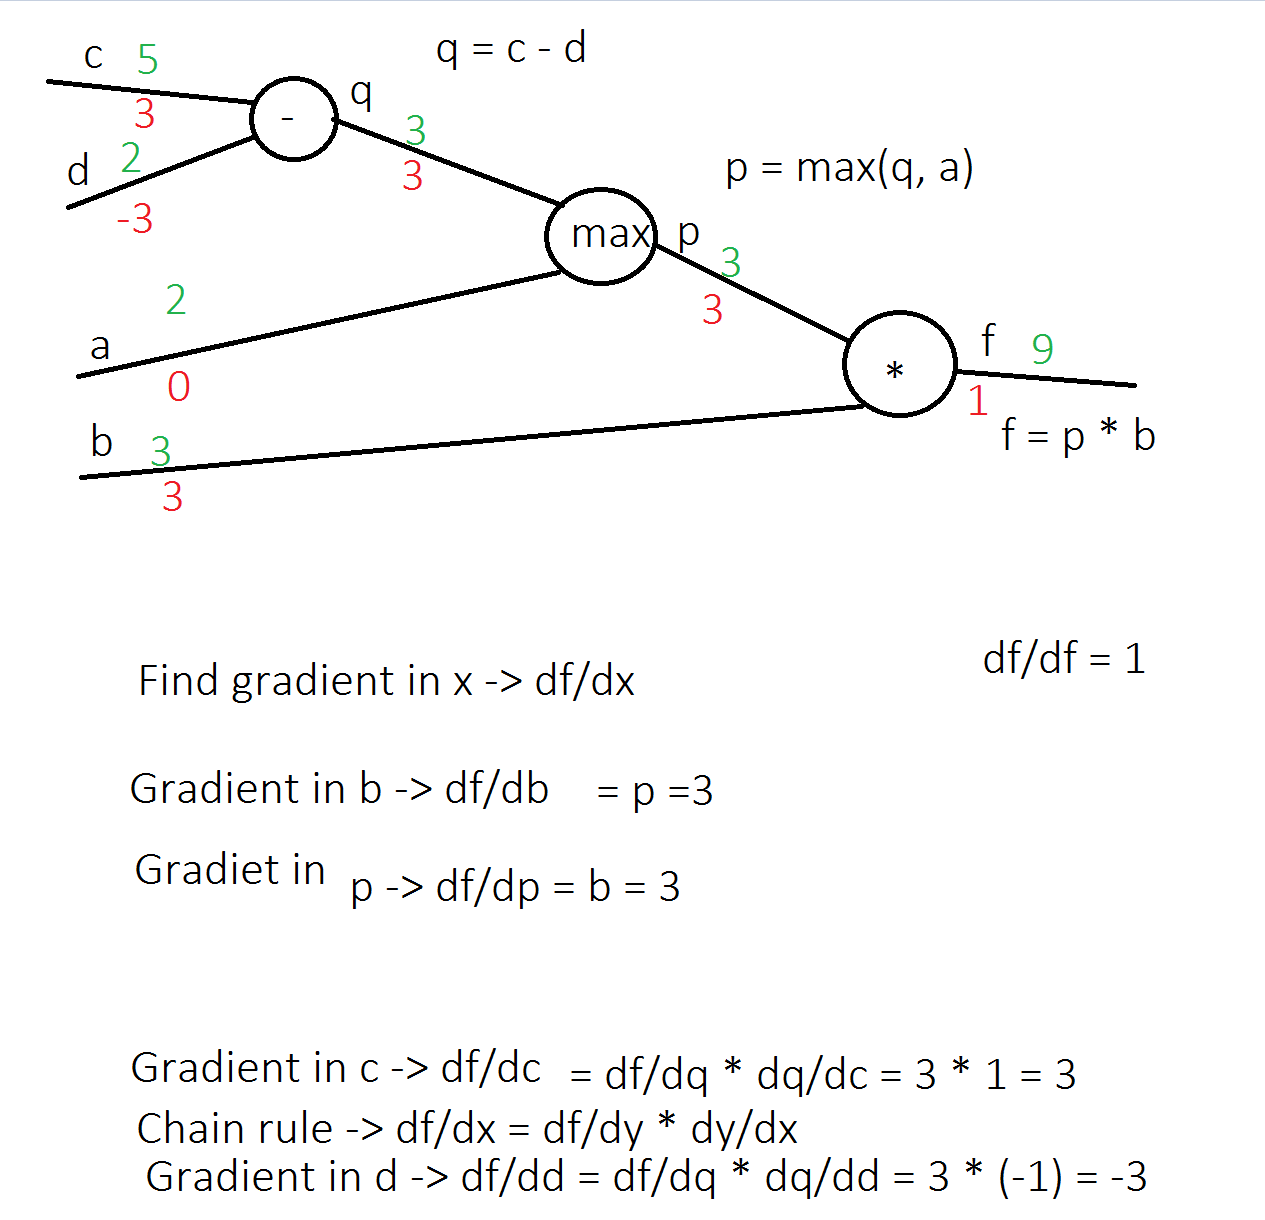 c 5
q = c - d
3
-
q
3
d 2
-3
3
p = max(q, a)
max
p
3
3
2
a
0
*
f 9
1
f = p * b
b 3
3
Find gradient in x -> df/dx
df/df = 1
Gradient in b -> df/db = p =3
Gradiet in p -> df/dp = b = 3
Gradient in c -> df/dc = df/dq * dq/dc = 3 * 1 = 3
Chain rule -> df/dx = df/dy * dy/dx
Gradient in d -> df/dd = df/dq * dq/dd = 3 * (-1) = -3